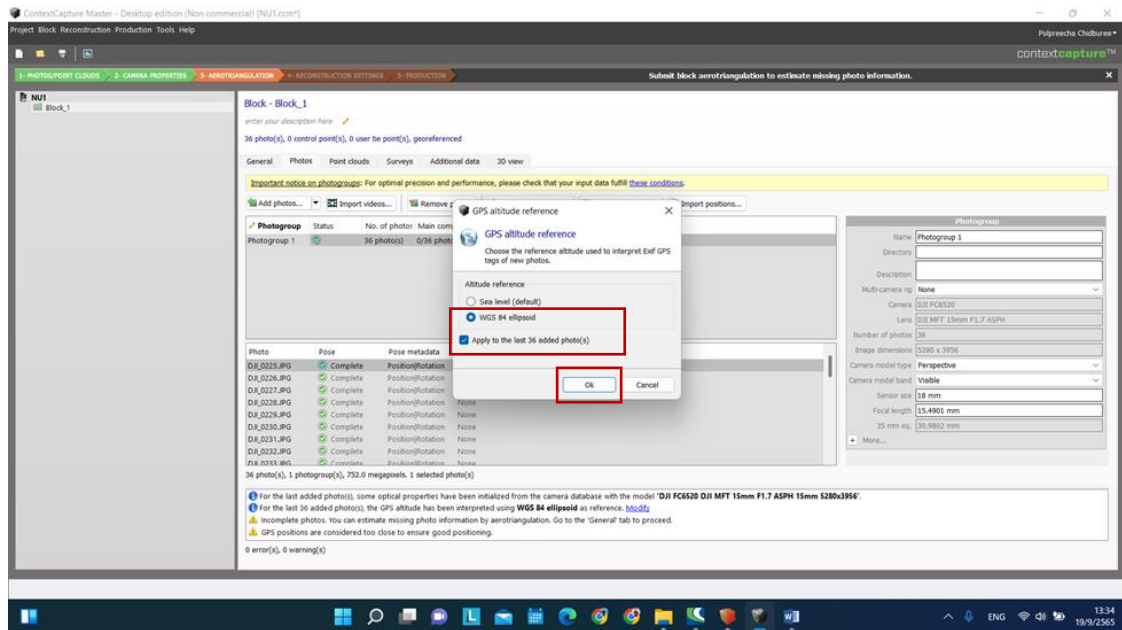 ContextCapture Master - Desktop edition (Non commercial) [NU1.ccm*]
Project Block Reconstruction Production Tools Help
Polpreecha Chidburee
contextcapture™
1- PHOTOS/POINT CLOUDS 2- CAMERA PROPERTIES 3- AEROTRIANGULATION 4- RECONSTRUCTION SETTINGS 5- PRODUCTION
Submit block aerotriangulation to estimate missing photo information.
NU1
Block_1
Block - Block_1
enter your description here
36 photo(s), 0 control point(s), 0 user tie point(s), georeferenced
General Photos Point clouds Surveys Additional data 3D view
Important notice on photogroups: For optimal precision and performance, please check that your input data fulfill these conditions.
Add photos... Import videos... Remove
Import positions...
Photogroup Status No. of photos Main com
Photogroup 1 36 photo(s) 0/36 phot
GPS altitude reference
GPS altitude reference
Choose the reference altitude used to interpret Exif GPS
tags of new photos.
Altitude reference
Sea level (default)
WGS 84 ellipsoid
Apply to the last 36 added photo(s)
Ok Cancel
Photogroup
Name Photogroup 1
Directory
Description
Multi-camera rig None
Camera DJI FC6520
Lens DJI MFT 15mm F1.7 ASPH
Number of photos 36
Image dimensions 5280 x 3956
Camera model type Perspective
Camera model band Visible
Sensor size 18 mm
Focal length 15.4901 mm
35 mm eq. 30.9802 mm
More...
Photo Pose Pose metadata
DJI_0225.JPG Complete Position|Rotation
DJI_0226.JPG Complete Position|Rotation
DJI_0227.JPG Complete Position|Rotation
DJI_0228.JPG Complete Position|Rotation None
DJI_0229.JPG Complete Position|Rotation None
DJI_0230.JPG Complete Position|Rotation None
DJI_0231.JPG Complete Position|Rotation None
DJI_0232.JPG Complete Position|Rotation None
DJI_0233.JPG Complete Position|Rotation None
36 photo(s), 1 photogroup(s), 752.0 megapixels. 1 selected photo(s)
For the last added photo(s), some optical properties have been initialized from the camera database with the model 'DJI FC6520 DJI MFT 15mm F1.7 ASPH 15mm 5280x3956'.
For the last 36 added photo(s), the GPS altitude has been interpreted using WGS 84 ellipsoid as reference. Modify
Incomplete photos. You can estimate missing photo information by aerotriangulation. Go to the 'General' tab to proceed.
GPS positions are considered too close to ensure good positioning.
0 error(s), 0 warning(s)
ENG
13:34
19/9/2565